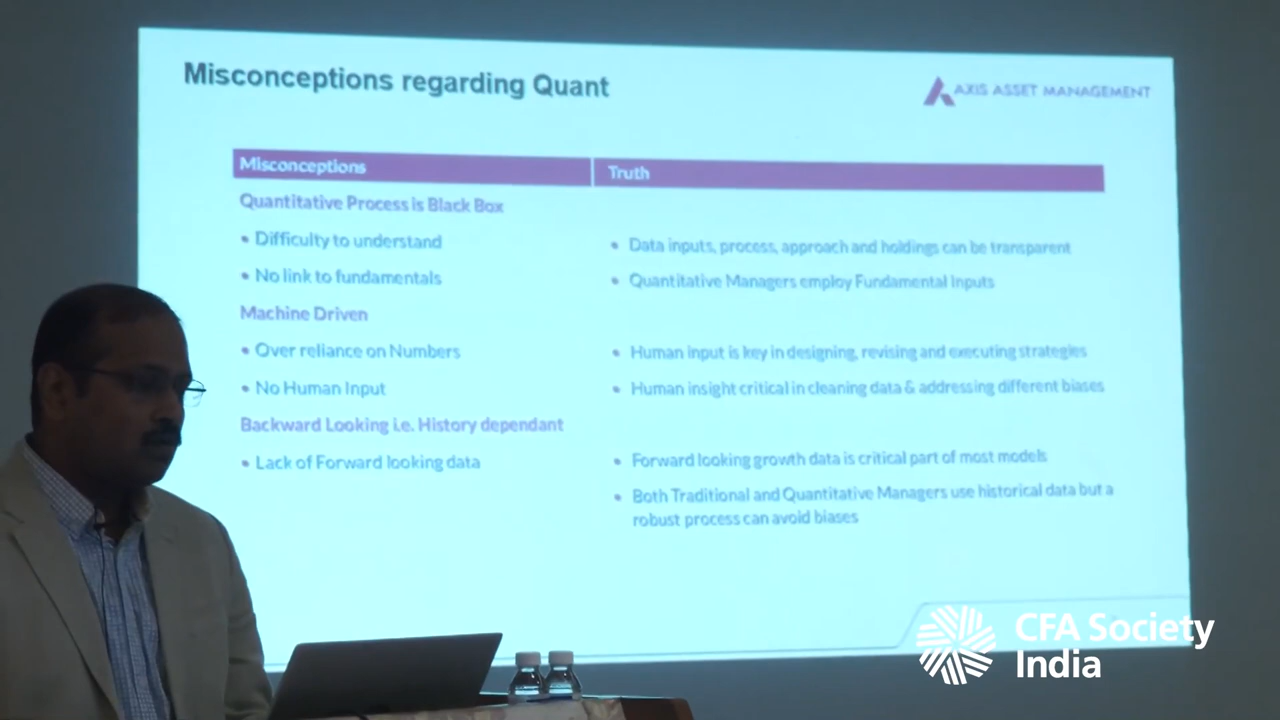 Misconceptions regarding Quant
AXIS ASSET MANAGEMENT
Misconceptions
Truth
Quantitative Process is Black Box
• Difficulty to understand
• Data inputs, process, approach and holdings can be transparent
• No link to fundamentals
• Quantitative Managers employ Fundamental Inputs
Machine Driven
• Over reliance on Numbers
• Human input is key in designing, revising and executing strategies
• No Human Input
• Human insight critical in cleaning data & addressing different biases
Backward Looking i.e. History dependant
• Lack of Forward looking data
• Forward looking growth data is critical part of most models
• Both Traditional and Quantitative Managers use historical data but a
robust process can avoid biases
CFA Society
India